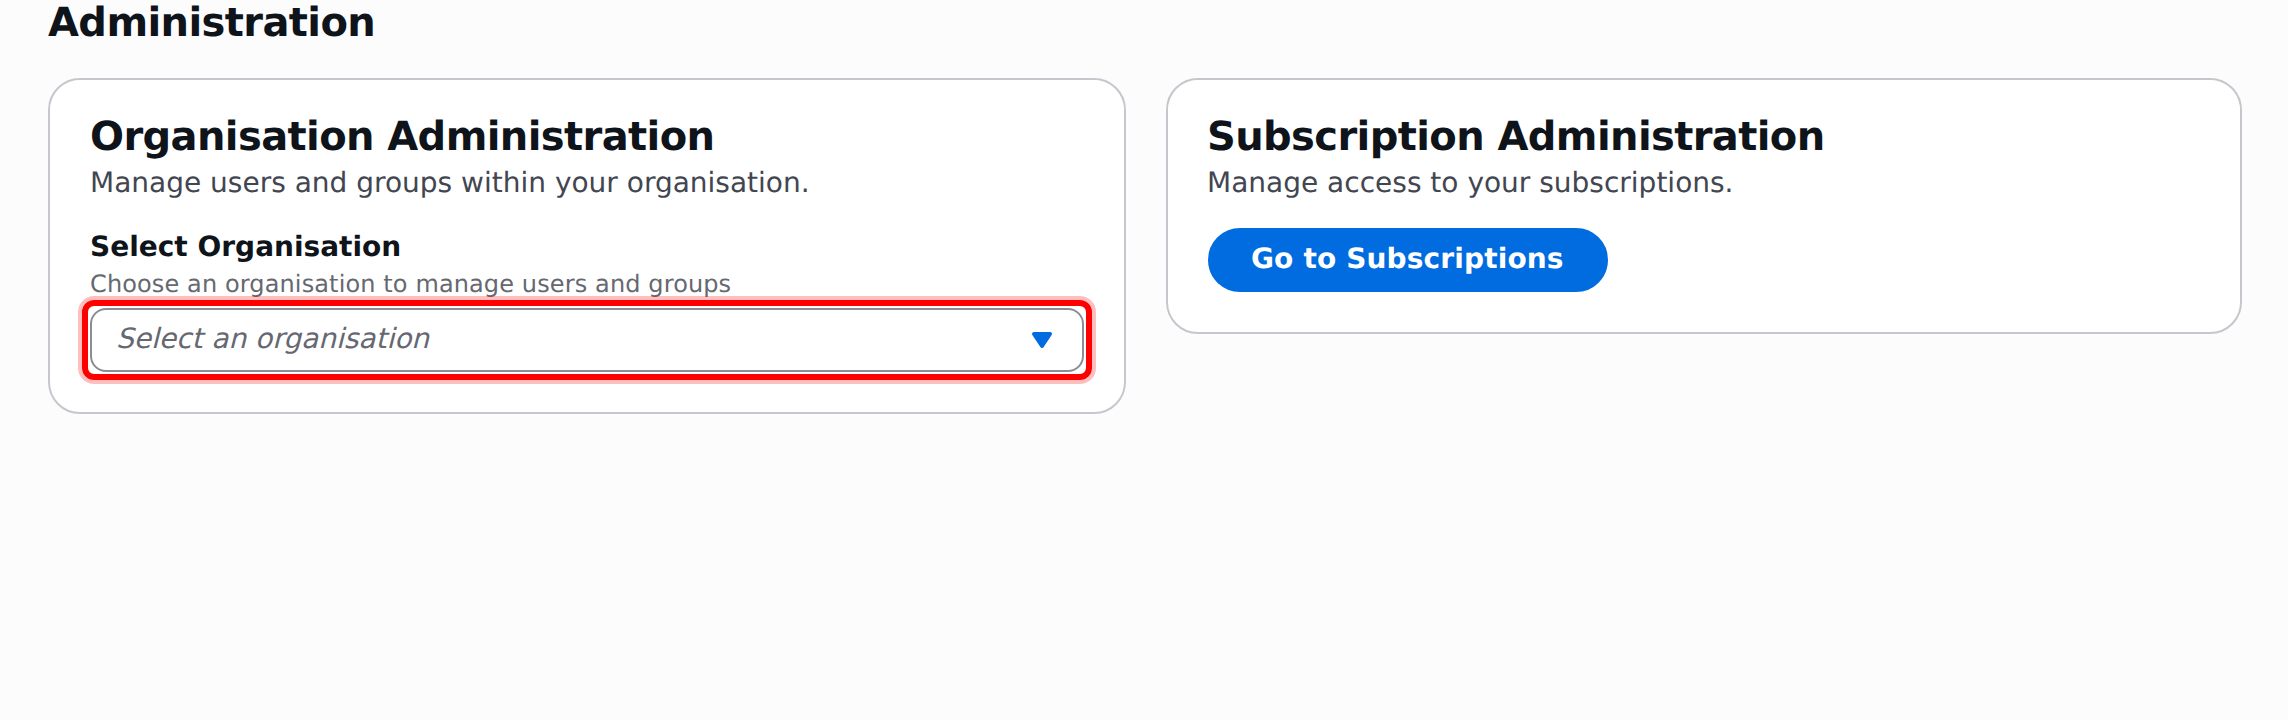 Administration
Organisation Administration
Manage users and groups within your organisation.
Select Organisation
Choose an organisation to manage users and groups
Select an organisation
Subscription Administration
Manage access to your subscriptions.
Go to Subscriptions